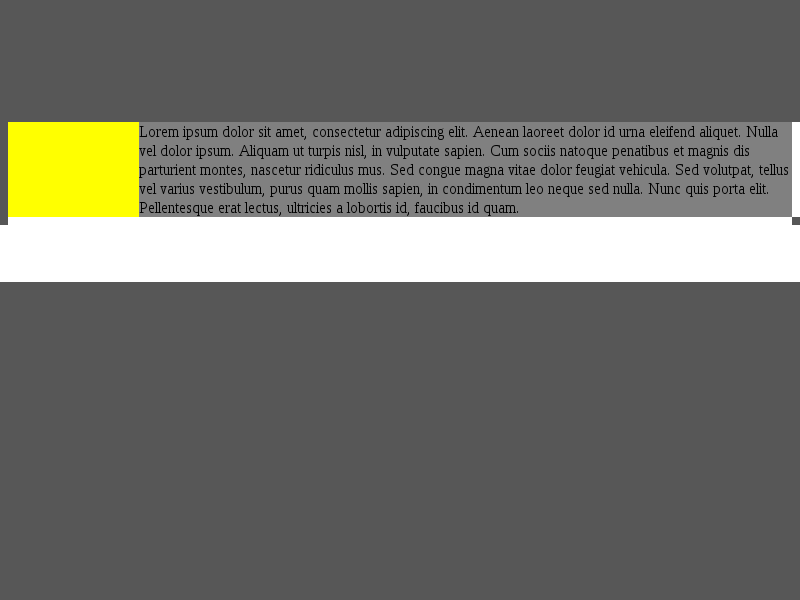 Lorem ipsum dolor sit amet, consectetur adipiscing elit. Aenean laoreet dolor id urna eleifend aliquet. Nulla
vel dolor ipsum. Aliquam ut turpis nisl, in vulputate sapien. Cum sociis natoque penatibus et magnis dis
parturient montes, nascetur ridiculus mus. Sed congue magna vitae dolor feugiat vehicula. Sed volutpat, tellus
vel varius vestibulum, purus quam mollis sapien, in condimentum leo neque sed nulla. Nunc quis porta elit.
Pellentesque erat lectus, ultricies a lobortis id, faucibus id quam.